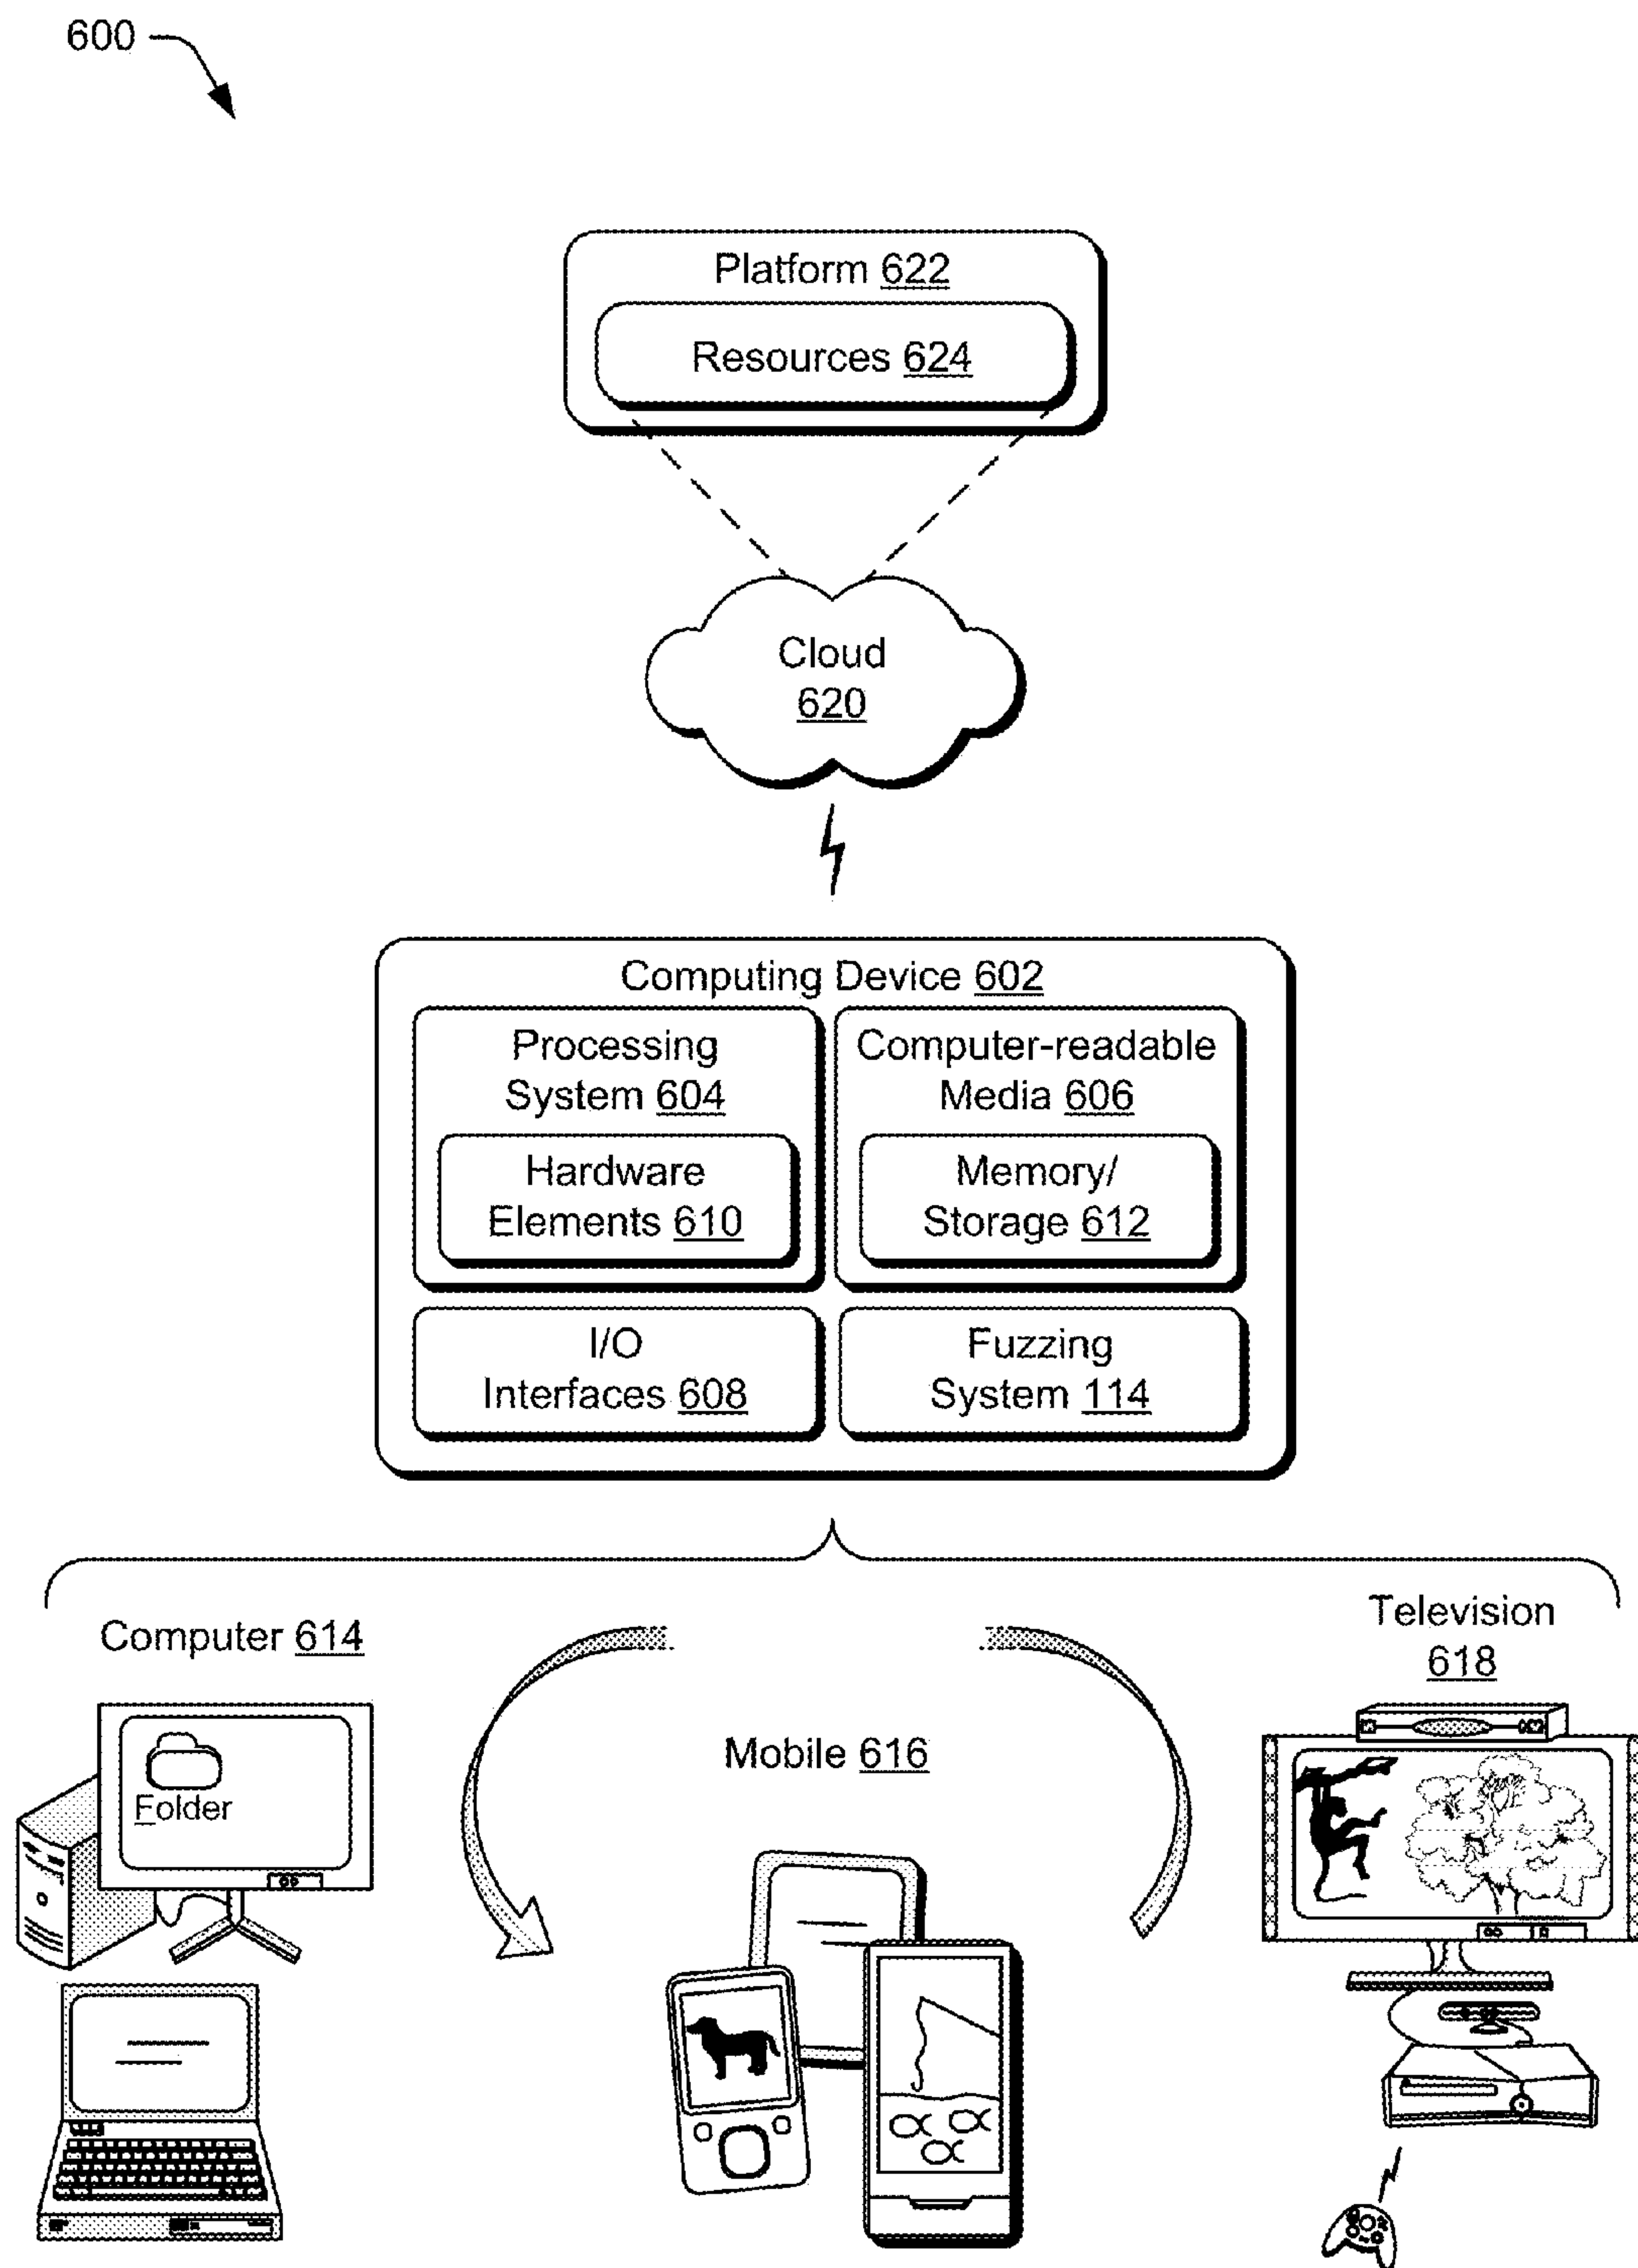 600
Platform 622
Resources 624
Cloud
620
Computing Device 602
Processing
System 604
Hardware
Elements 610
Computer-readable
Media 606
Memory/
Storage 612
I/O
Interfaces 608
Fuzzing
System 114
Computer 614
Folder
Mobile 616
Television
618